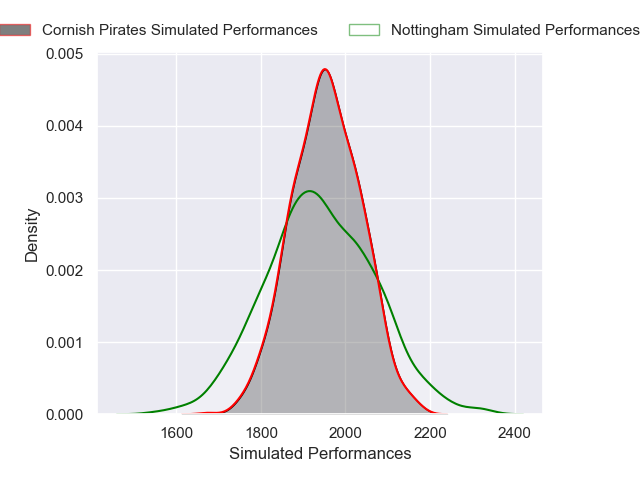 Cornish Pirates Simulated Performances Nottingham Simulated Performances
0.005
0.004
0.003
0.002
0.001
0.000
Density
1600 1800 2000 2200 2400
Simulated Performances